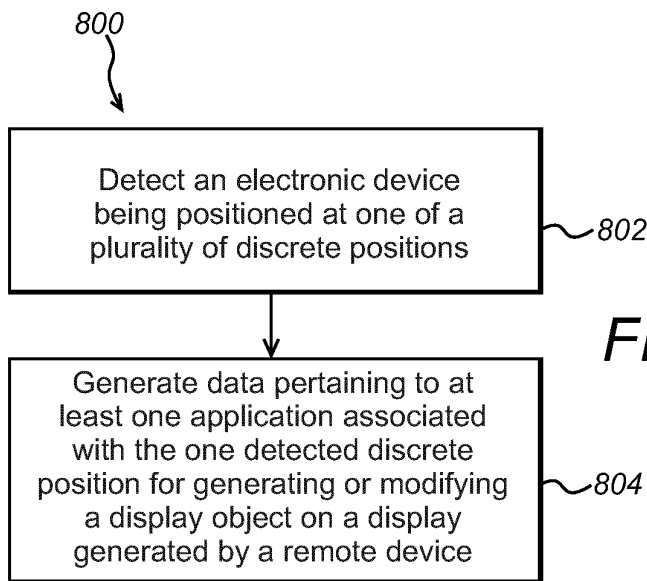 800
Detect an electronic device
being positioned at one of a
plurality of discrete positions
802
Generate data pertaining to at
least one application associated
with the one detected discrete
position for generating or modifying
a display object on a display
generated by a remote device
804